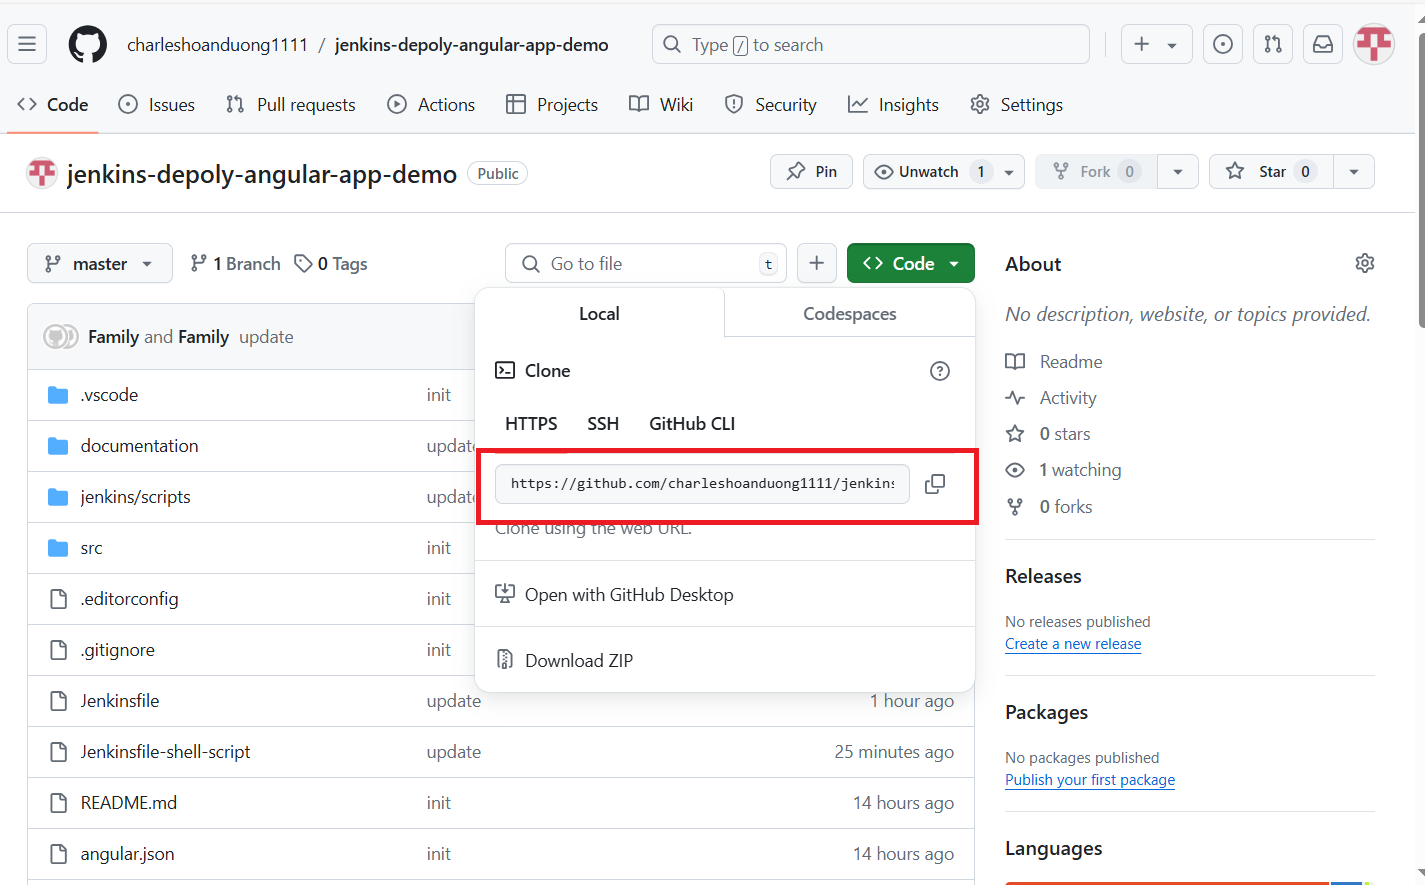 charleshoanduong1111 / jenkins-depoly-angular-app-demo
Type / to search
Code Issues Pull requests Actions Projects Wiki Security Insights Settings
jenkins-depoly-angular-app-demo Public
Pin Unwatch 1 Fork 0 Star 0
master 1 Branch 0 Tags
Go to file t
Code
Local Codespaces
Clone
HTTPS SSH GitHub CLI
https://github.com/charleshoanduong1111/jenkins
Clone using the web URL.
Open with GitHub Desktop
Download ZIP
Family and Family update
.vscode init
documentation update
jenkins/scripts update
src init
.editorconfig init
.gitignore init
Jenkinsfile update 1 hour ago
Jenkinsfile-shell-script update 25 minutes ago
README.md init 14 hours ago
angular.json init 14 hours ago
About
No description, website, or topics provided.
Readme
Activity
0 stars
1 watching
0 forks
Releases
No releases published
Create a new release
Packages
No packages published
Publish your first package
Languages